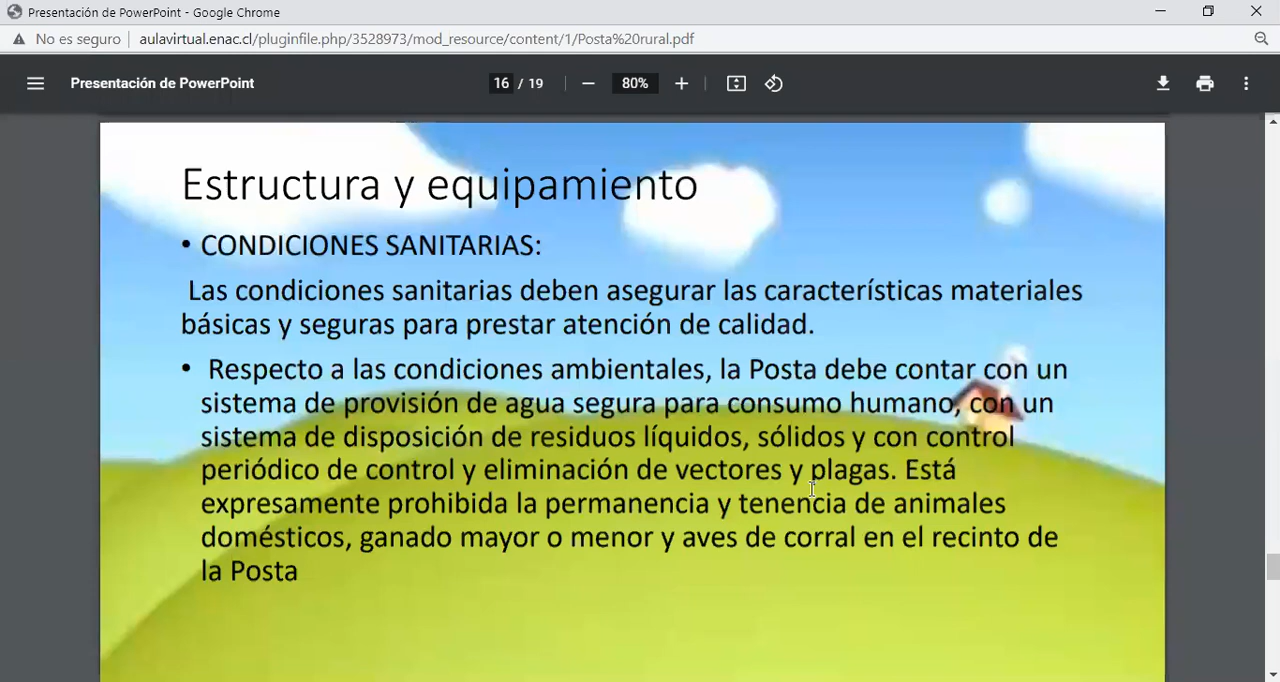 Presentación de PowerPoint - Google Chrome
No es seguro | aulavirtual.enac.cl/pluginfile.php/3528973/mod_resource/content/1/Posta%20rural.pdf
Presentación de PowerPoint 16 / 19 80%
Estructura y equipamiento
• CONDICIONES SANITARIAS:
Las condiciones sanitarias deben asegurar las características materiales
básicas y seguras para prestar atención de calidad.
• Respecto a las condiciones ambientales, la Posta debe contar con un
sistema de provisión de agua segura para consumo humano, con un
sistema de disposición de residuos líquidos, sólidos y con control
periódico de control y eliminación de vectores y plagas. Está
expresamente prohibida la permanencia y tenencia de animales
domésticos, ganado mayor o menor y aves de corral en el recinto de
la Posta